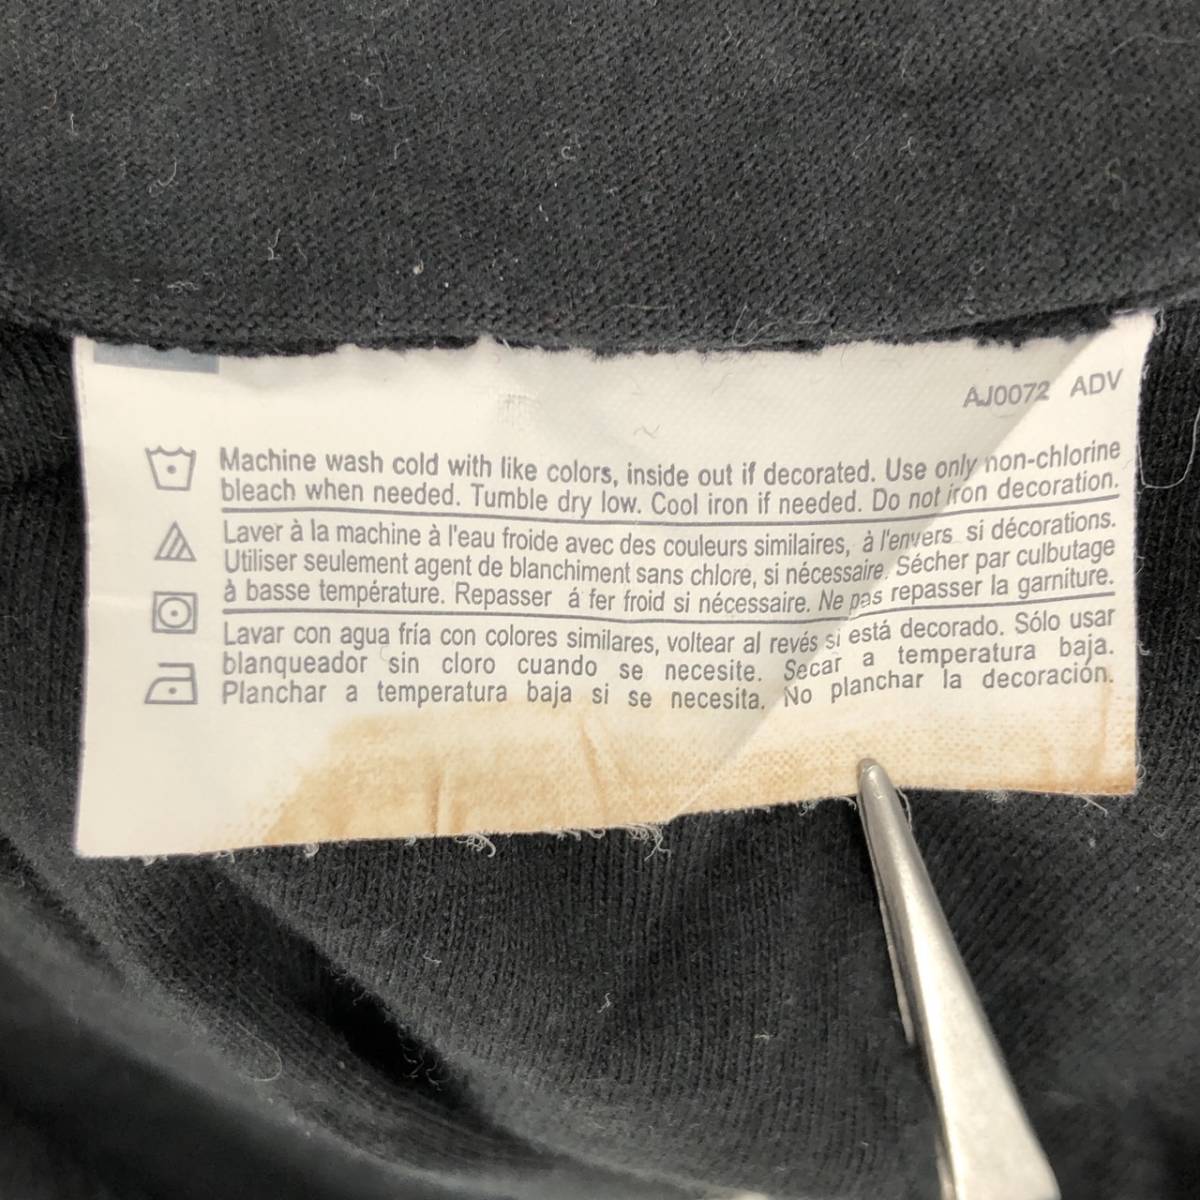 AJ0072 ADV
Machine wash cold with like colors, inside out if decorated. Use only non-chlorine
bleach when needed. Tumble dry low. Cool iron if needed. Do not iron decoration.
Laver à la machine à l'eau froide avec des couleurs similaires, à l'envers si décorations.
Utiliser seulement agent de blanchiment sans chlore, si nécessaire. Sécher par culbutage
à basse température. Repasser á fer froid si nécessaire. Ne pas repasser la garniture.
Lavar con agua fría con colores similares, voltear al revés si está decorado. Sólo usar
blanqueador sin cloro cuando se necesite. Secar a temperatura baja.
Planchar a temperatura baja si se necesita. No planchar la decoración.